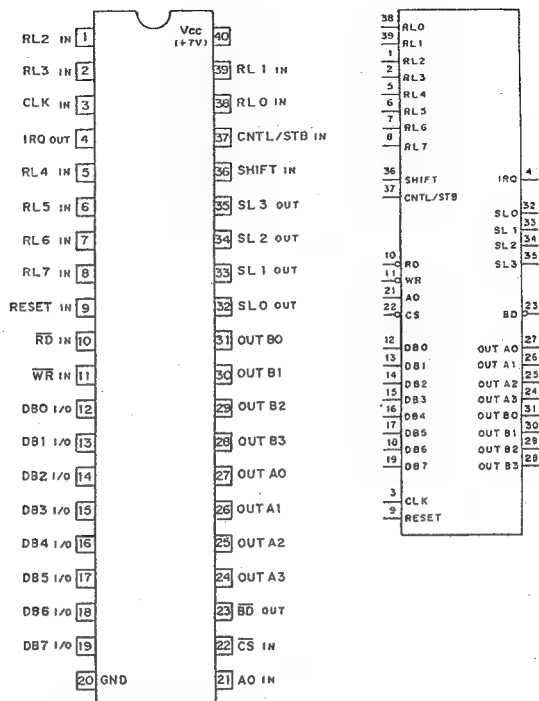 RL2 IN 1
RL3 IN 2
CLK IN 3
IRQ OUT 4
RL4 IN 5
RL5 IN 6
RL6 IN 7
RL7 IN 8
RESET IN 9
RD IN 10
WR IN 11
DB0 I/O 12
DB1 I/O 13
DB2 I/O 14
DB3 I/O 15
DB4 I/O 16
DB5 I/O 17
DB6 I/O 18
DB7 I/O 19
20 GND
Vcc 40
(+7V)
39 RL1 IN
38 RL0 IN
37 CNTL/STB IN
36 SHIFT IN
35 SL3 OUT
34 SL2 OUT
33 SL1 OUT
32 SL0 OUT
31 OUT B0
30 OUT B1
29 OUT B2
28 OUT B3
27 OUT A0
26 OUT A1
25 OUT A2
24 OUT A3
23 BD OUT
22 CS IN
21 A0 IN
38 RL0
39 RL1
1 RL2
2 RL3
5 RL4
6 RL5
7 RL6
8 RL7
36 SHIFT
37 CNTL/STB
10 RD
11 WR
21 A0
22 CS
12 DB0
13 DB1
14 DB2
15 DB3
16 DB4
17 DB5
18 DB6
19 DB7
3 CLK
9 RESET
IRQ 4
SL0 32
SL1 33
SL2 34
SL3 35
BD 23
OUT A0 27
OUT A1 26
OUT A2 25
OUT A3 24
OUT B0 31
OUT B1 30
OUT B2 29
OUT B3 28